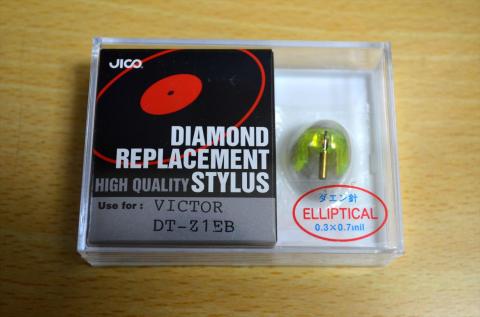 JICO
DIAMOND
REPLACEMENT
HIGH QUALITY STYLUS
Use for : VICTOR
DT-Z1EB
ダエン針
ELLIPTICAL
0.3×0.7mil